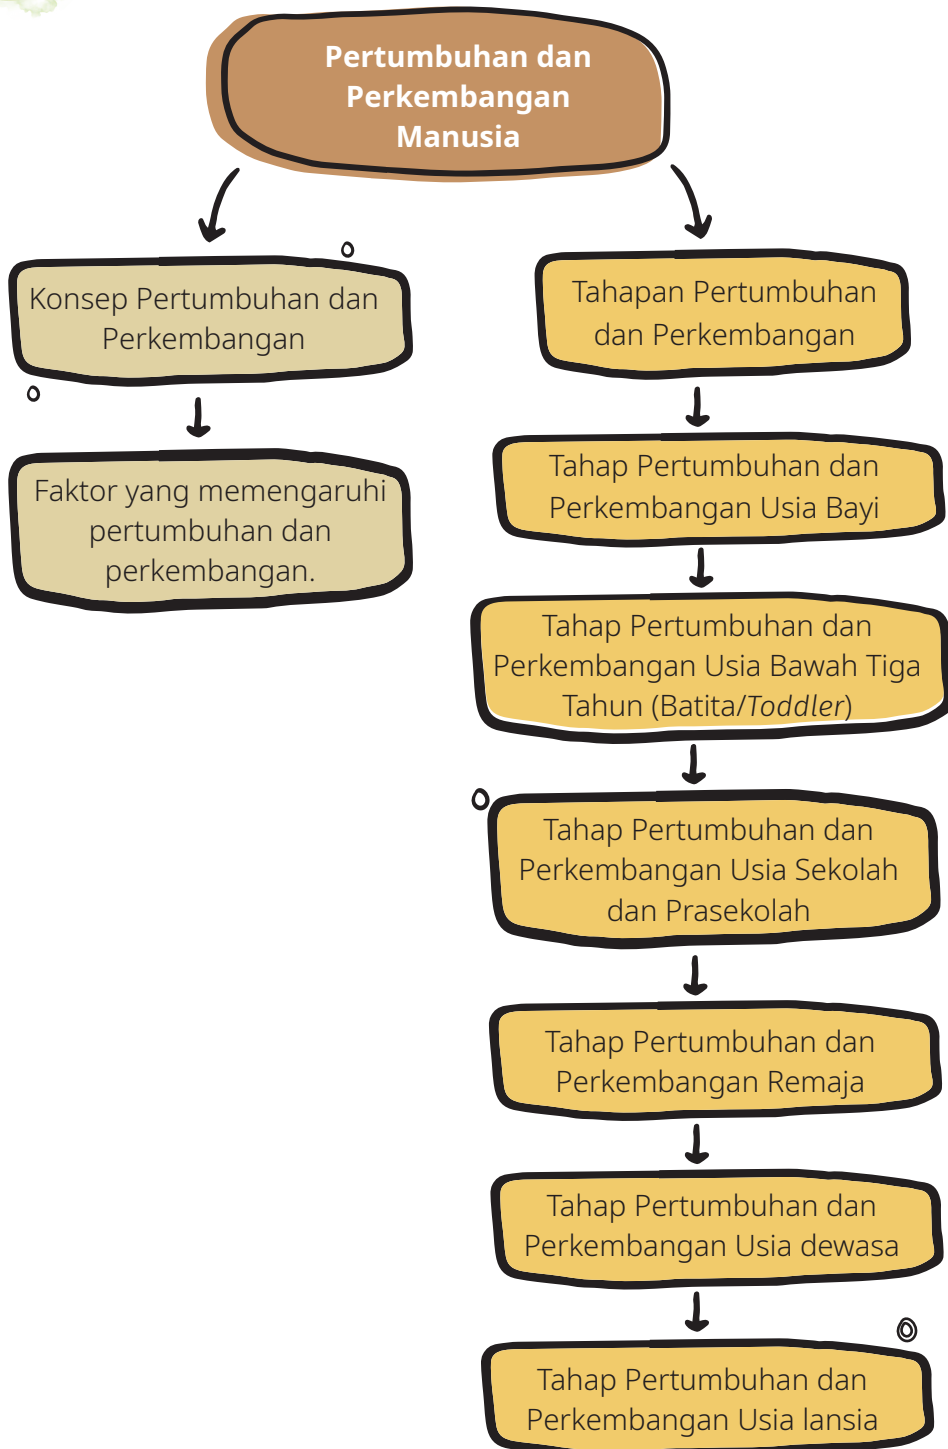 Pertumbuhan dan
Perkembangan
Manusia
Konsep Pertumbuhan dan
Perkembangan
Faktor yang memengaruhi
pertumbuhan dan
perkembangan.
Tahapan Pertumbuhan
dan Perkembangan
Tahap Pertumbuhan dan
Perkembangan Usia Bayi
Tahap Pertumbuhan dan
Perkembangan Usia Bawah Tiga
Tahun (Batita/Toddler)
Tahap Pertumbuhan dan
Perkembangan Usia Sekolah
dan Prasekolah
Tahap Pertumbuhan dan
Perkembangan Remaja
Tahap Pertumbuhan dan
Perkembangan Usia dewasa
Tahap Pertumbuhan dan
Perkembangan Usia lansia